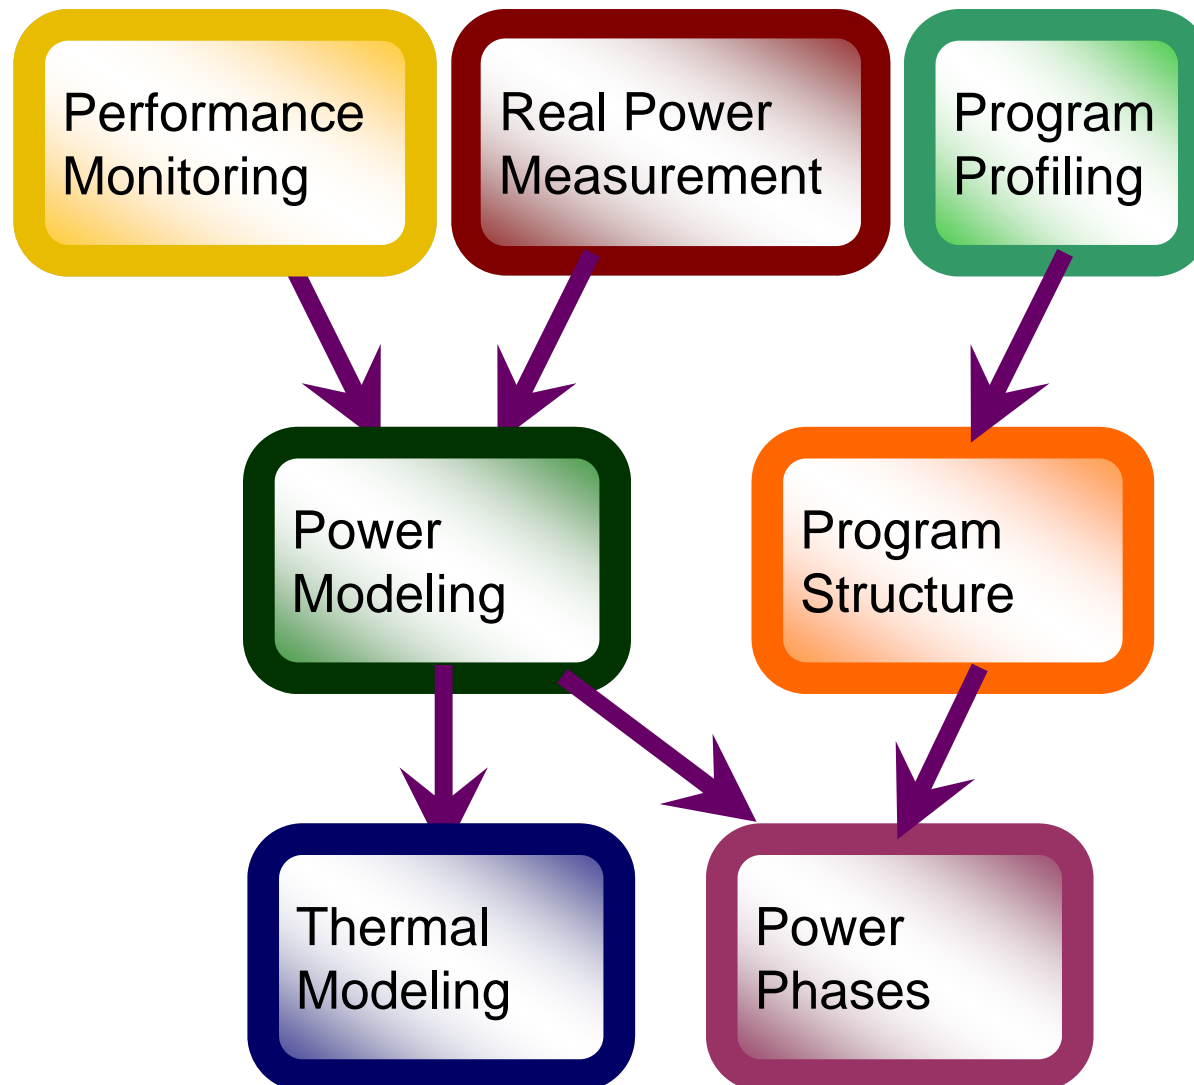 Performance
Monitoring
Real Power
Measurement
Program
Profiling
Power
Modeling
Program
Structure
Thermal
Modeling
Power
Phases